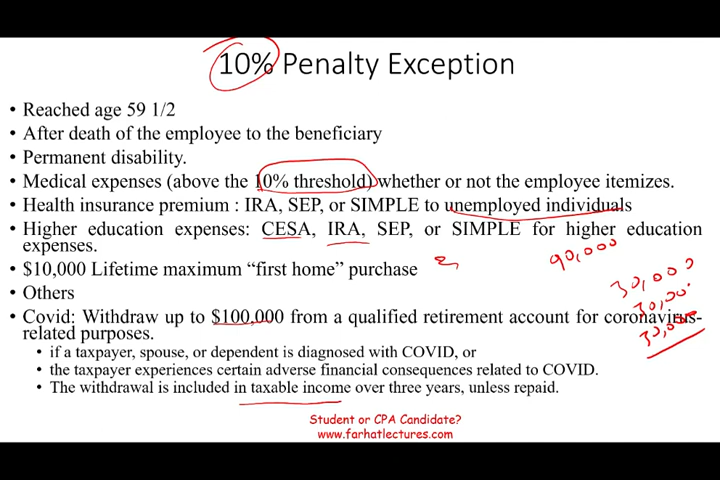 10% Penalty Exception
• Reached age 59 1/2
• After death of the employee to the beneficiary
• Permanent disability.
• Medical expenses (above the 10% threshold) whether or not the employee itemizes.
• Health insurance premium : IRA, SEP, or SIMPLE to unemployed individuals
• Higher education expenses: CESA, IRA, SEP, or SIMPLE for higher education
expenses.
90,000
• $10,000 Lifetime maximum “first home” purchase
30,000
• Others
30,00
• Covid: Withdraw up to $100,000 from a qualified retirement account for coronavirus-
related purposes.
30,000
• if a taxpayer, spouse, or dependent is diagnosed with COVID, or
• the taxpayer experiences certain adverse financial consequences related to COVID.
• The withdrawal is included in taxable income over three years, unless repaid.
Student or CPA Candidate?
www.farhatlectures.com